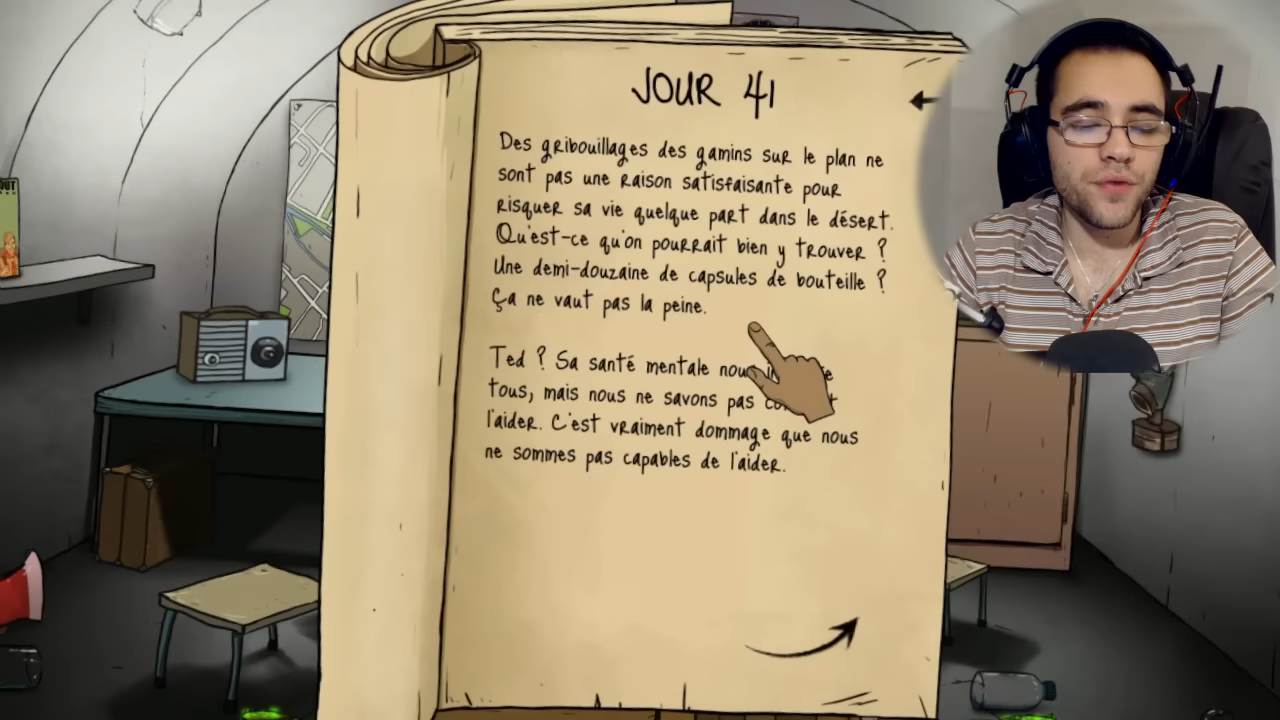 JOUR 41
Des gribouillages des gamins sur le plan ne
sont pas une raison satisfaisante pour
risquer sa vie quelque part dans le désert.
Qu'est-ce qu'on pourrait bien y trouver ?
Une demi-douzaine de capsules de bouteille ?
Ça ne vaut pas la peine.
Ted ? Sa santé mentale nous
tous, mais nous ne savons pas
l'aider. C'est vraiment dommage que nous
ne sommes pas capables de l'aider.